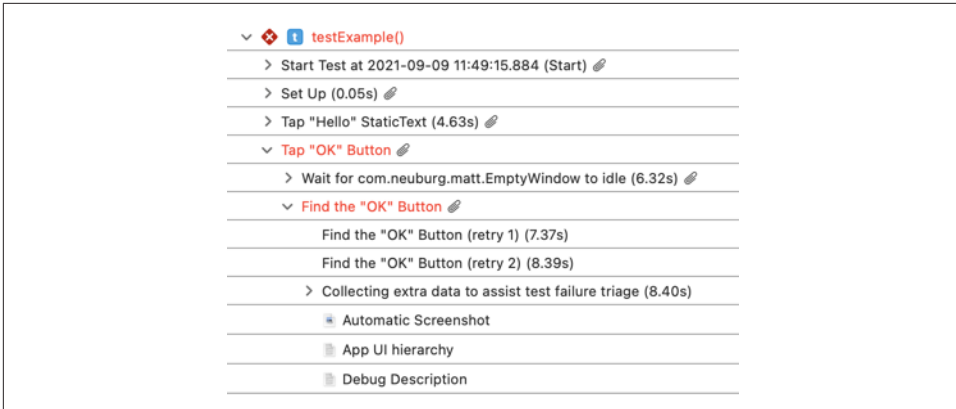 t testExample()
Start Test at 2021-09-09 11:49:15.884 (Start)
Set Up (0.05s)
Tap "Hello" StaticText (4.63s)
Tap "OK" Button
Wait for com.neuburg.matt.EmptyWindow to idle (6.32s)
Find the "OK" Button
Find the "OK" Button (retry 1) (7.37s)
Find the "OK" Button (retry 2) (8.39s)
Collecting extra data to assist test failure triage (8.40s)
Automatic Screenshot
App UI hierarchy
Debug Description